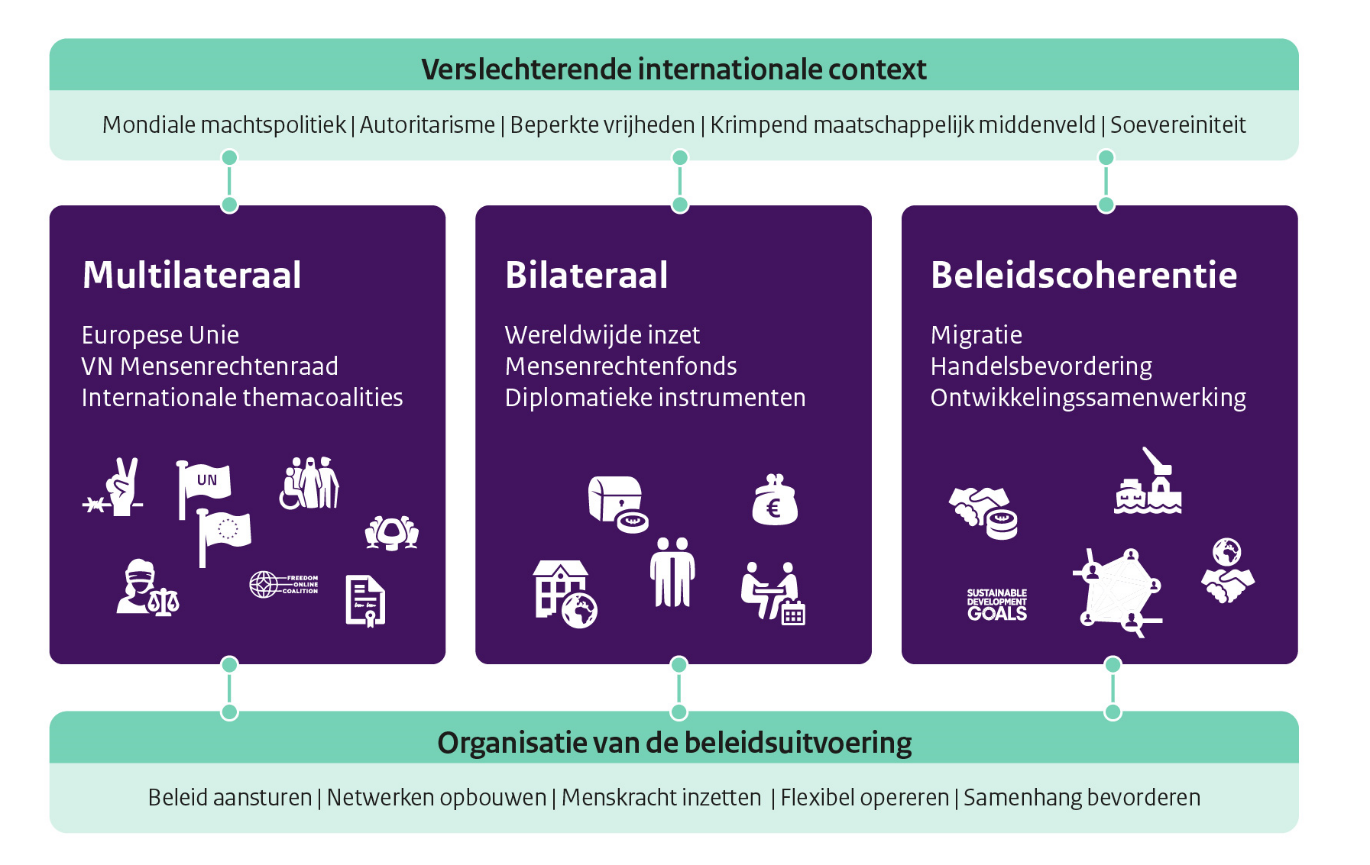 Verslechterende internationale context
Mondiale machtspolitiek | Autoritarisme | Beperkte vrijheden | Krimpend maatschappelijk middenveld | Soevereiniteit
Multilateraal
Europese Unie
VN Mensenrechtenraad
Internationale themacoalities
UN
FREEDOM
ONLINE
COALITION
Bilateraal
Wereldwijde inzet
Mensenrechtenfonds
Diplomatieke instrumenten
€
Beleidscoherentie
Migratie
Handelsbevordering
Ontwikkelingssamenwerking
SUSTAINABLE
DEVELOPMENT
GOALS
Organisatie van de beleidsuitvoering
Beleid aansturen | Netwerken opbouwen | Menskracht inzetten | Flexibel opereren | Samenhang bevorderen